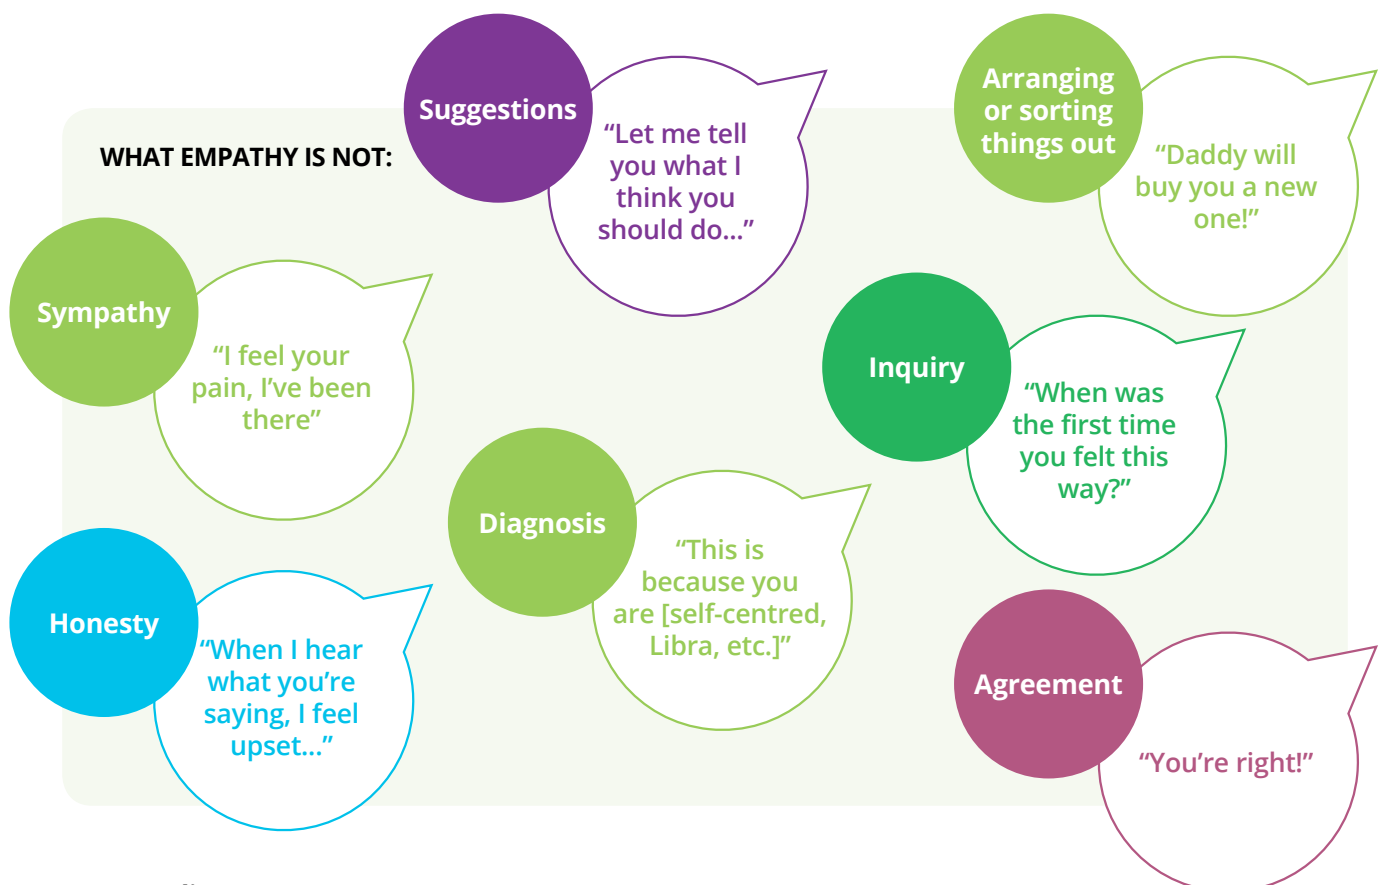 WHAT EMPATHY IS NOT:
Suggestions
“Let me tell
you what I
think you
should do...”
Arranging
or sorting
things out
“Daddy will
buy you a new
one!”
Sympathy
“I feel your
pain, I’ve been
there”
Inquiry
“When was
the first time
you felt this
way?”
Diagnosis
“This is
because you
are [self-centred,
Libra, etc.]”
Honesty
“When I hear
what you’re
saying, I feel
upset...”
Agreement
“You’re right!”